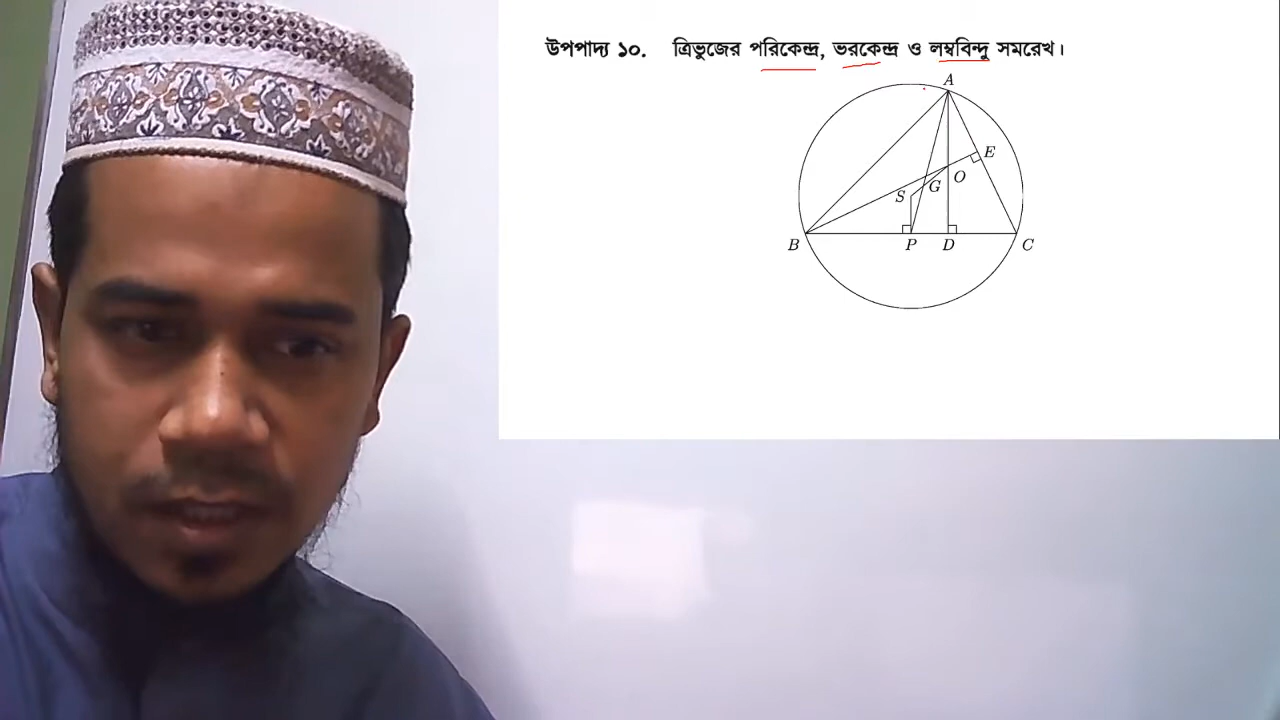 উপপাদ্য ১০. ত্রিভুজের পরিকেন্দ্র, ভরকেন্দ্র ও লম্ববিন্দু সমরেখ।
A
E
O
G
S
B
P
D
C